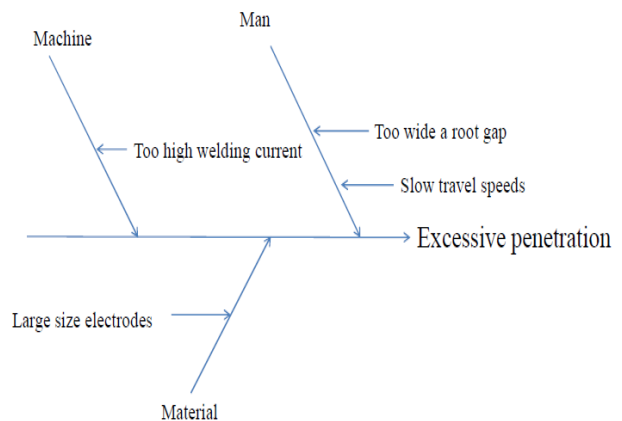 Man
Machine
Too wide a root gap
Too high welding current
Slow travel speeds
Excessive penetration
Large size electrodes
Material